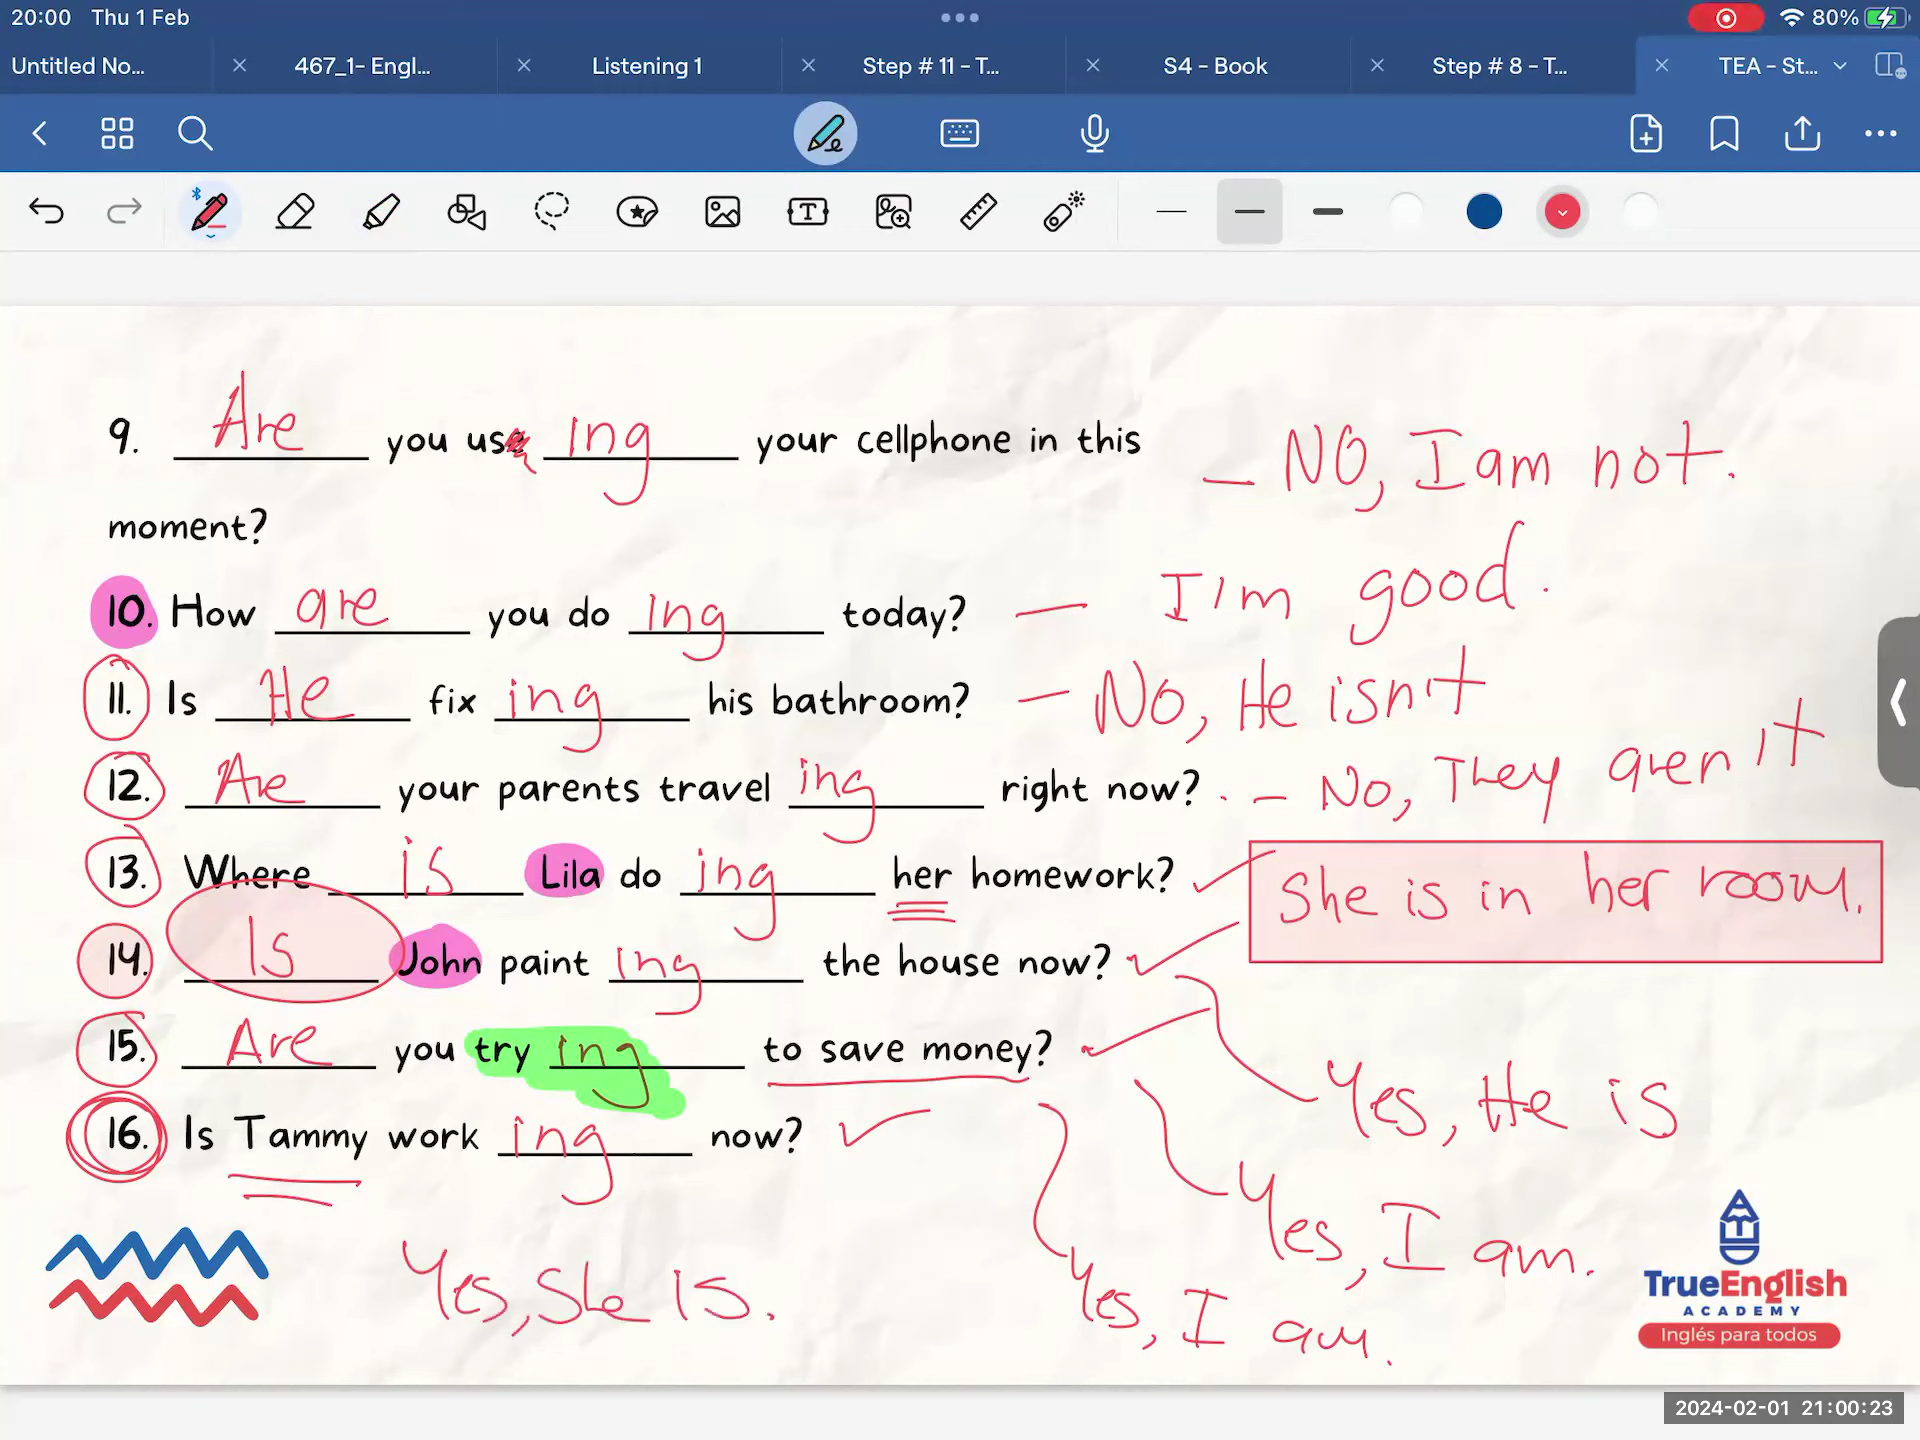 20:00 Thu 1 Feb
80%
Untitled No...
467_1- Engl...
Listening 1
Step # 11 - T...
S4 - Book
Step # 8 - T...
TEA - St...
9. Are you use ing your cellphone in this
moment?
- NO, I am not.
10. How are you do ing today? — I'm good.
11. Is He fix ing his bathroom? — No, He isn't
12. Are your parents travel ing right now? . - No, They aren't
13. Where is Lila do ing her homework?
She is in her room.
14. Is John paint ing the house now?
15. Are you try ing to save money?
Yes, He is
16. Is Tammy work ing now?
Yes, I am.
Yes, She is.
Yes, I am.
TrueEnglish
ACADEMY
Inglés para todos
2024-02-01 21:00:23